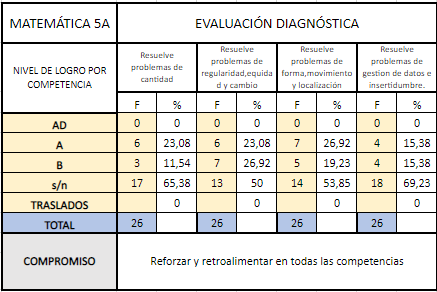 MATEMÁTICA 5A EVALUACIÓN DIAGNÓSTICA
NIVEL DE LOGRO POR COMPETENCIA
Resuelve problemas de cantidad
Resuelve problemas de regularidad,equida d y cambio
Resuelve problemas de forma,movimiento y localización
Resuelve problemas de gestion de datos e insertidumbre.
F % F % F % F %
AD 0 0 0 0 0 0 0 0
A 6 23,08 6 23,08 7 26,92 4 15,38
B 3 11,54 7 26,92 5 19,23 4 15,38
s/n 17 65,38 13 50 14 53,85 18 69,23
TRASLADOS 0 0 0 0
TOTAL 26 26 26 26
COMPROMISO Reforzar y retroalimentar en todas las competencias